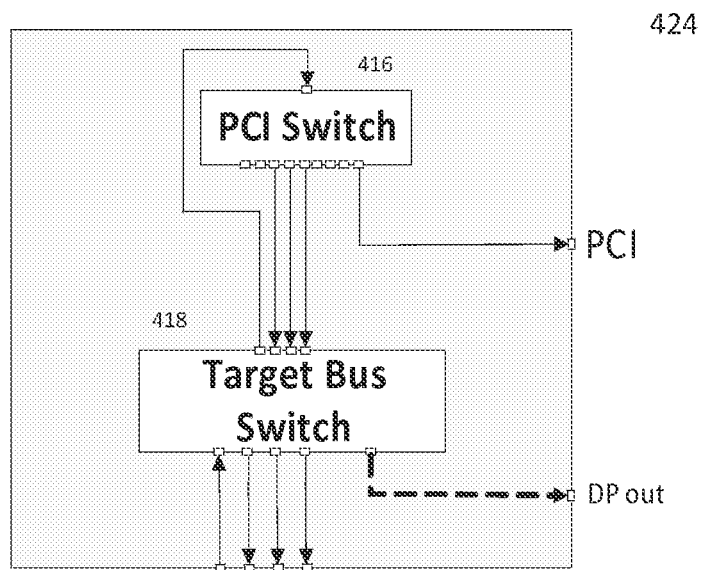 424
416
PCI Switch
PCI
418
Target Bus
Switch
DP out